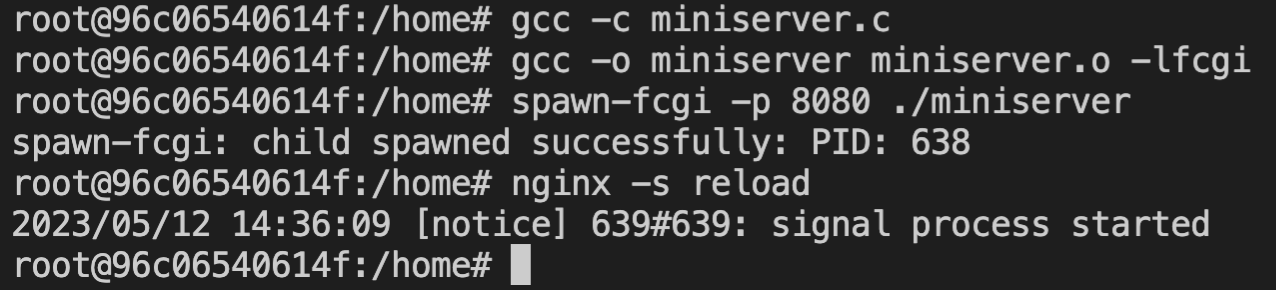 root@96c06540614f:/home# gcc -c miniserver.c
root@96c06540614f:/home# gcc -o miniserver miniserver.o -lfcgi
root@96c06540614f:/home# spawn-fcgi -p 8080 ./miniserver
spawn-fcgi: child spawned successfully: PID: 638
root@96c06540614f:/home# nginx -s reload
2023/05/12 14:36:09 [notice] 639#639: signal process started
root@96c06540614f:/home#